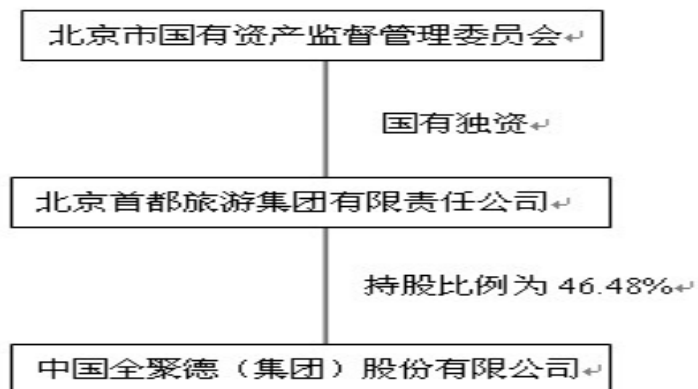 北京市国有资产监督管理委员会
国有独资
北京首都旅游集团有限责任公司
持股比例为 46.48%
中国全聚德（集团）股份有限公司